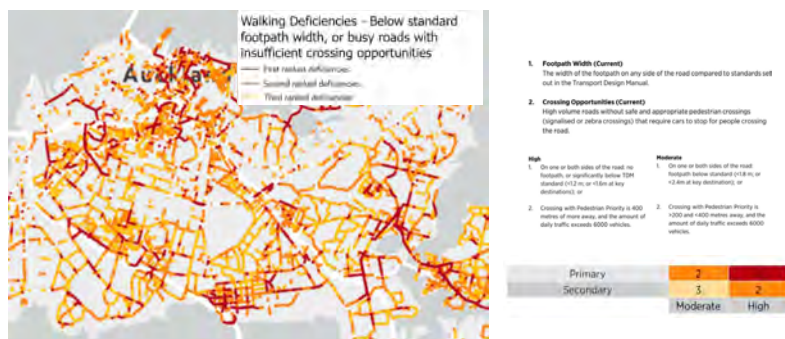 Walking Deficiencies – Below standard
footpath width, or busy roads with
insufficient crossing opportunities
First ranked deficiencies
Second ranked deficiencies
Third ranked deficiencies
Auckla
1. Footpath Width (Current)
The width of the footpath on any side of the road compared to standards set
out in the Transport Design Manual.
2. Crossing Opportunities (Current)
High volume roads without safe and appropriate pedestrian crossings
(signalised or zebra crossings) that require cars to stop for people crossing
the road.
High
1. On one or both sides of the road: no
footpath, or significantly below TDM
standard (<1.2 m; or <1.6m at key
destinations); or
2. Crossing with Pedestrian Priority is 400
metres of more away, and the amount of
daily traffic exceeds 6000 vehicles.
Moderate
1. On one or both sides of the road:
footpath below standard (<1.8 m; or
<2.4m at key destination); or
2. Crossing with Pedestrian Priority is
>200 and <400 metres away, and the
amount of daily traffic exceeds 6000
vehicles.
Primary 2
Secondary 3 2
Moderate High